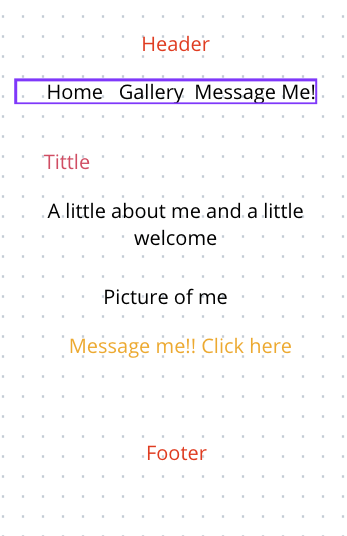 Header
Home Gallery Message Me!
Tittle
A little about me and a little
welcome
Picture of me
Message me!! Click here
Footer